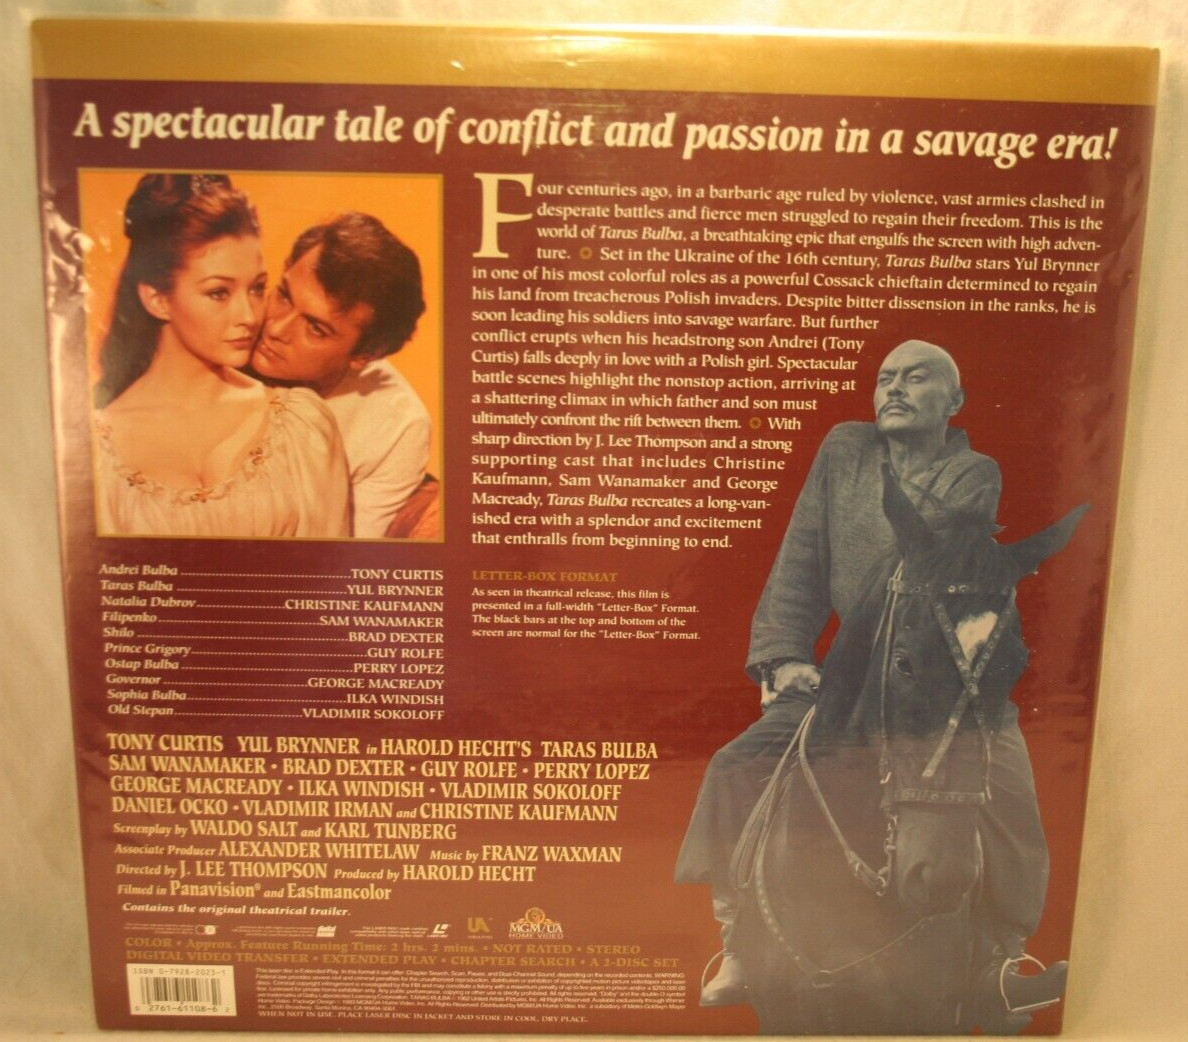 A spectacular tale of conflict and passion in a savage era!
Four centuries ago, in a barbaric age ruled by violence, vast armies clashed in
desperate battles and fierce men struggled to regain their freedom. This is the
world of Taras Bulba, a breathtaking epic that engulfs the screen with high adven-
ture. Set in the Ukraine of the 16th century, Taras Bulba stars Yul Brynner
in one of his most colorful roles as a powerful Cossack chieftain determined to regain
his land from treacherous Polish invaders. Despite bitter dissension in the ranks, he is
soon leading his soldiers into savage warfare. But further
conflict erupts when his headstrong son Andrei (Tony
Curtis) falls deeply in love with a Polish girl. Spectacular
battle scenes highlight the nonstop action, arriving at
a shattering climax in which father and son must
ultimately confront the rift between them. With
sharp direction by J. Lee Thompson and a strong
supporting cast that includes Christine
Kaufmann, Sam Wanamaker and George
Macready, Taras Bulba recreates a long-van-
ished era with a splendor and excitement
that enthralls from beginning to end.
Andrei Bulba TONY CURTIS
Taras Bulba YUL BRYNNER
Natalia Dubrov CHRISTINE KAUFMANN
Filipenko SAM WANAMAKER
Shilo BRAD DEXTER
Prince Grigory GUY ROLFE
Ostap Bulba PERRY LOPEZ
Governor GEORGE MACREADY
Sophia Bulba ILKA WINDISH
Old Stepan VLADIMIR SOKOLOFF
LETTER-BOX FORMAT
As seen in theatrical release, this film is
presented in a full-width "Letter-Box" Format.
The black bars at the top and bottom of the
screen are normal for the "Letter-Box" Format.
TONY CURTIS YUL BRYNNER in HAROLD HECHT'S TARAS BULBA
SAM WANAMAKER • BRAD DEXTER • GUY ROLFE • PERRY LOPEZ
GEORGE MACREADY • ILKA WINDISH • VLADIMIR SOKOLOFF
DANIEL OCKO • VLADIMIR IRMAN and CHRISTINE KAUFMANN
Screenplay by WALDO SALT and KARL TUNBERG
Associate Producer ALEXANDER WHITELAW Music by FRANZ WAXMAN
Directed by J. LEE THOMPSON Produced by HAROLD HECHT
Filmed in Panavision® and Eastmancolor
Contains the original theatrical trailer.
MGM/UA
HOME VIDEO
COLOR • Approx. Feature Running Time: 2 hrs. 2 mins. • NOT RATED • STEREO
DIGITAL VIDEO TRANSFER • EXTENDED PLAY • CHAPTER SEARCH • A 2-DISC SET
ISBN 0-7928-2023-1
0 2761-61108-6 2
WHEN NOT IN USE, PLACE LASER DISC IN JACKET AND STORE IN COOL, DRY PLACE.